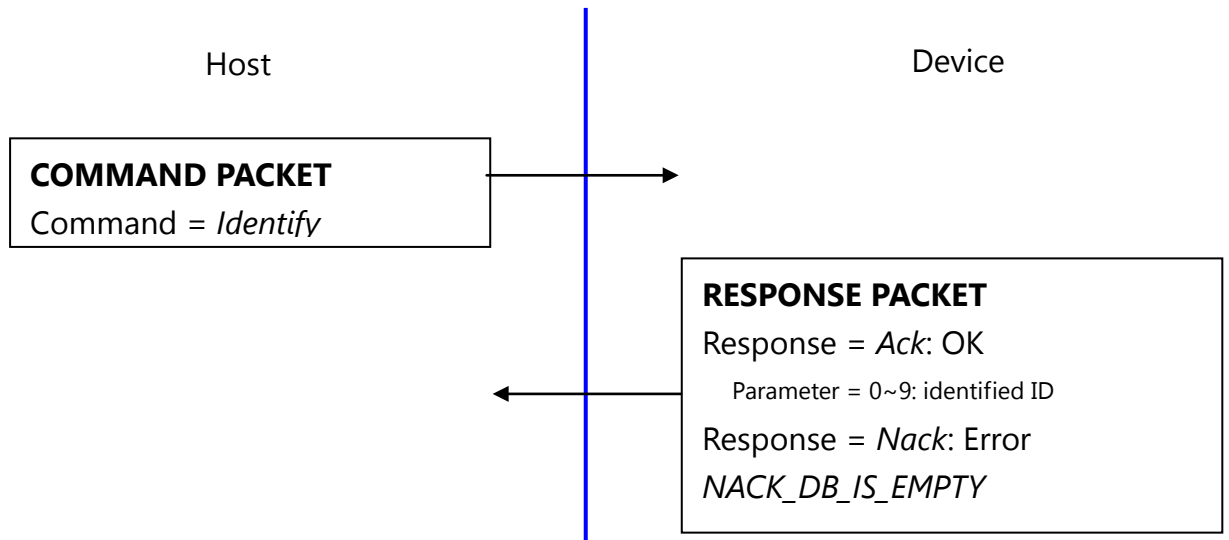 Host
Device
COMMAND PACKET
Command = Identify
RESPONSE PACKET
Response = Ack: OK
Parameter = 0~9: identified ID
Response = Nack: Error
NACK_DB_IS_EMPTY